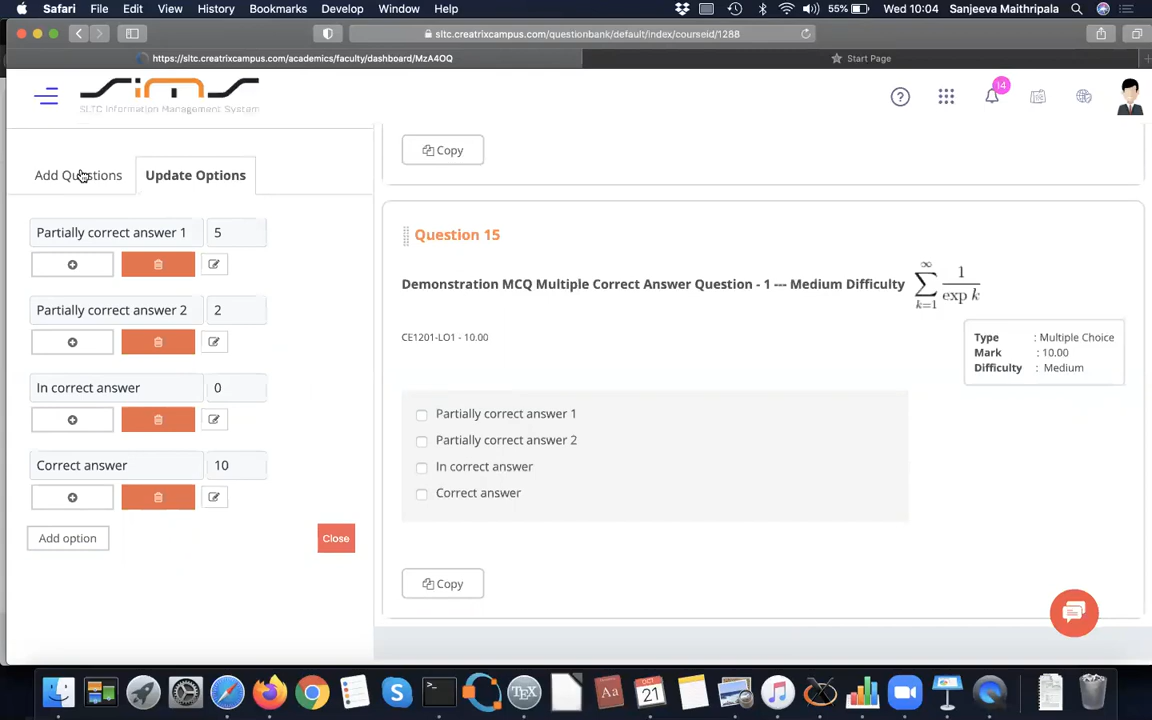 Safari File Edit View History Bookmarks Develop Window Help 55% Wed 10:04 Sanjeeva Maithripala
sltc.creatrixcampus.com/questionbank/default/index/courseid/1288
https://sltc.creatrixcampus.com/academics/faculty/dashboard/MzA4OQ Start Page
sims
SLTC Information Management System
14
Add Questions Update Options
Partially correct answer 1 5
Partially correct answer 2 2
In correct answer 0
Correct answer 10
Add option Close
Copy
Question 15
Demonstration MCQ Multiple Correct Answer Question - 1 --- Medium Difficulty ∑_{k=1}^{∞} 1/exp k
CE1201-LO1 - 10.00
Type : Multiple Choice
Mark : 10.00
Difficulty : Medium
Partially correct answer 1
Partially correct answer 2
In correct answer
Correct answer
Copy
TEX
Aa
OCT
21